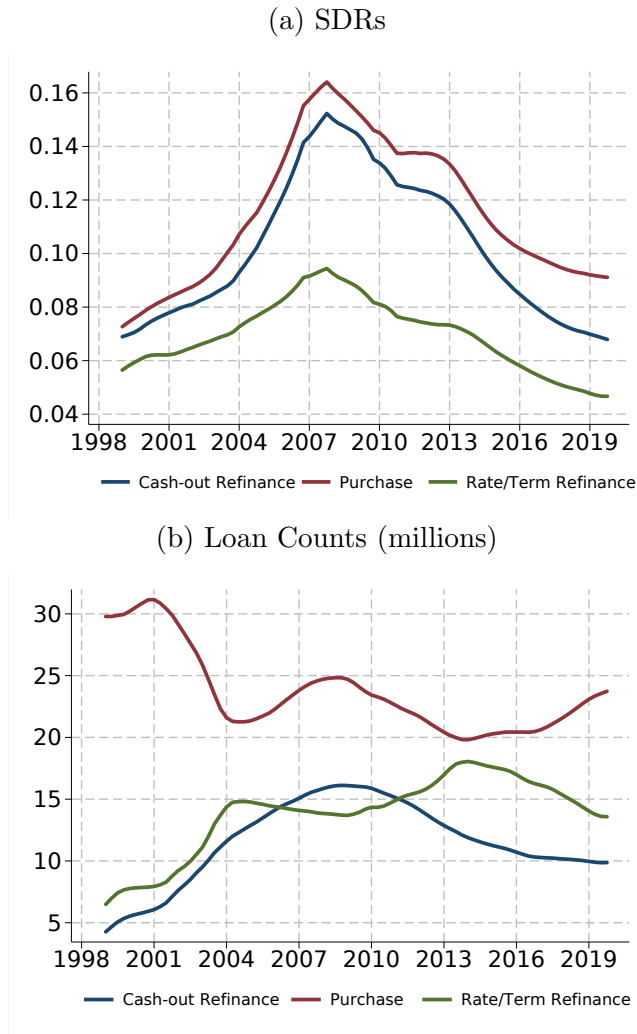 (a) SDRs
0.16
0.14
0.12
0.10
0.08
0.06
0.04
1998 2001 2004 2007 2010 2013 2016 2019
Cash-out Refinance Purchase Rate/Term Refinance
(b) Loan Counts (millions)
30
25
20
15
10
5
1998 2001 2004 2007 2010 2013 2016 2019
Cash-out Refinance Purchase Rate/Term Refinance